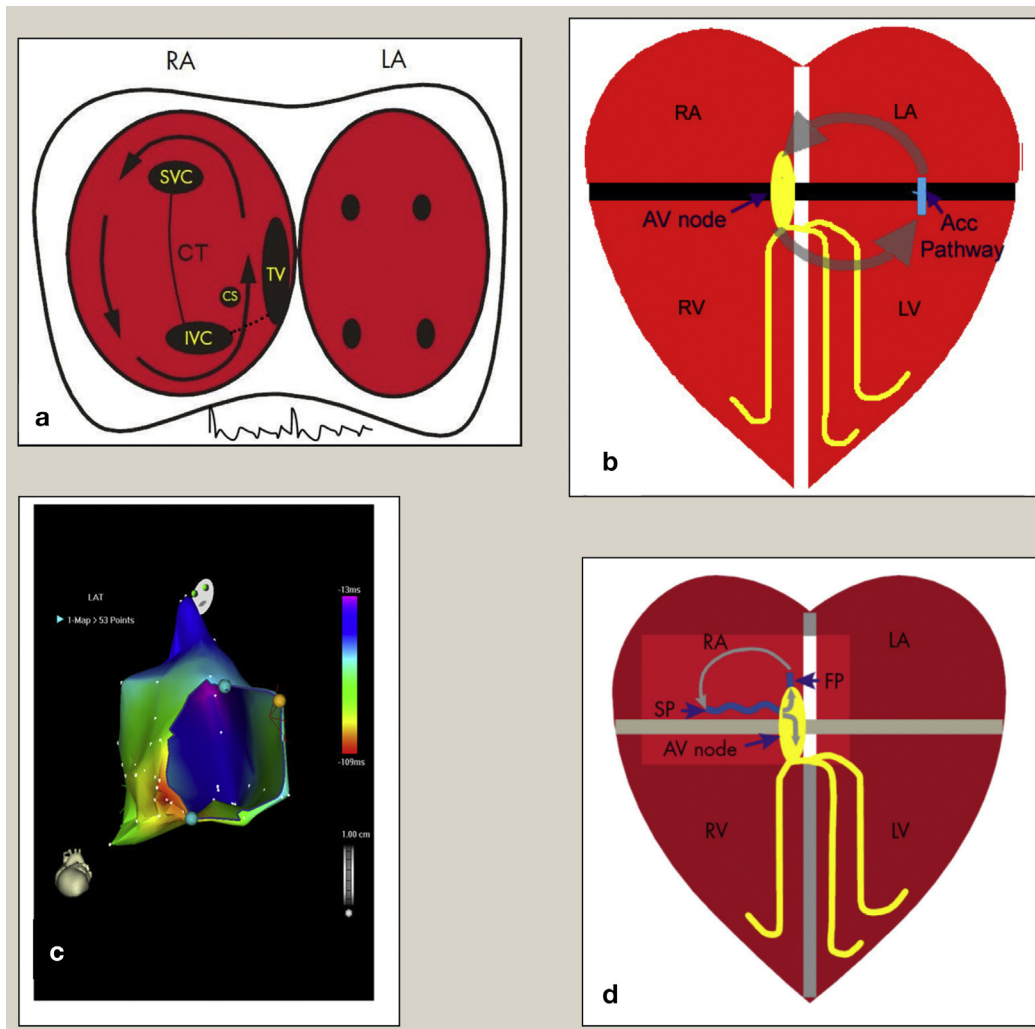 RA LA
SVC
CT
TV
CS
IVC
a
RA LA
AV node
Acc
Pathway
RV LV
b
LAT
1-Map > 53 Points
-13ms
-109ms
1.00 cm
c
RA LA
FP
SP
AV node
RV LV
d